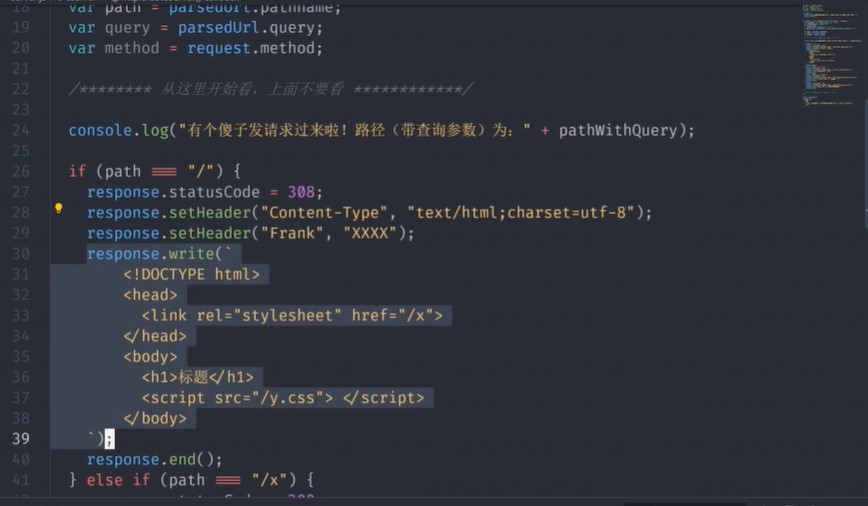 18 var path = parsedUrl.pathname;
19 var query = parsedUrl.query;
20 var method = request.method;
21
22 /******** 从这里开始看，上面不要看 ************/
23
24 console.log("有个傻子发请求过来啦！路径（带查询参数）为：" + pathWithQuery);
25
26 if (path === "/") {
27 response.statusCode = 308;
28 response.setHeader("Content-Type", "text/html;charset=utf-8");
29 response.setHeader("Frank", "XXXX");
30 response.write(`
31 <!DOCTYPE html>
32 <head>
33 <link rel="stylesheet" href="/x">
34 </head>
35 <body>
36 <h1>标题</h1>
37 <script src="/y.css"> </script>
38 </body>
39 `);
40 response.end();
41 } else if (path === "/x") {